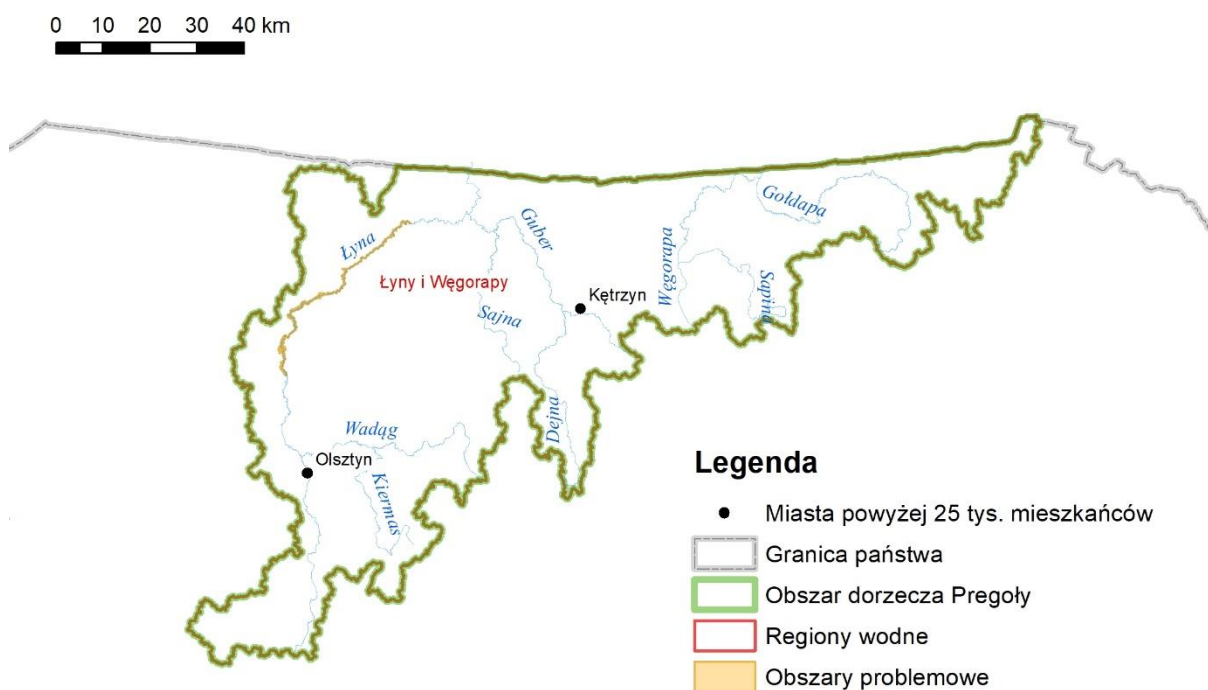 0 10 20 30 40 km
Gołdapa
Guber
Łyna
Węgorapa
Łyny i Węgorapy
Sapina
Kętrzyn
Sajna
Dejna
Wadąg
Olsztyn
Kiermas
Legenda
Miasta powyżej 25 tys. mieszkańców
Granica państwa
Obszar dorzecza Pregoły
Regiony wodne
Obszary problemowe